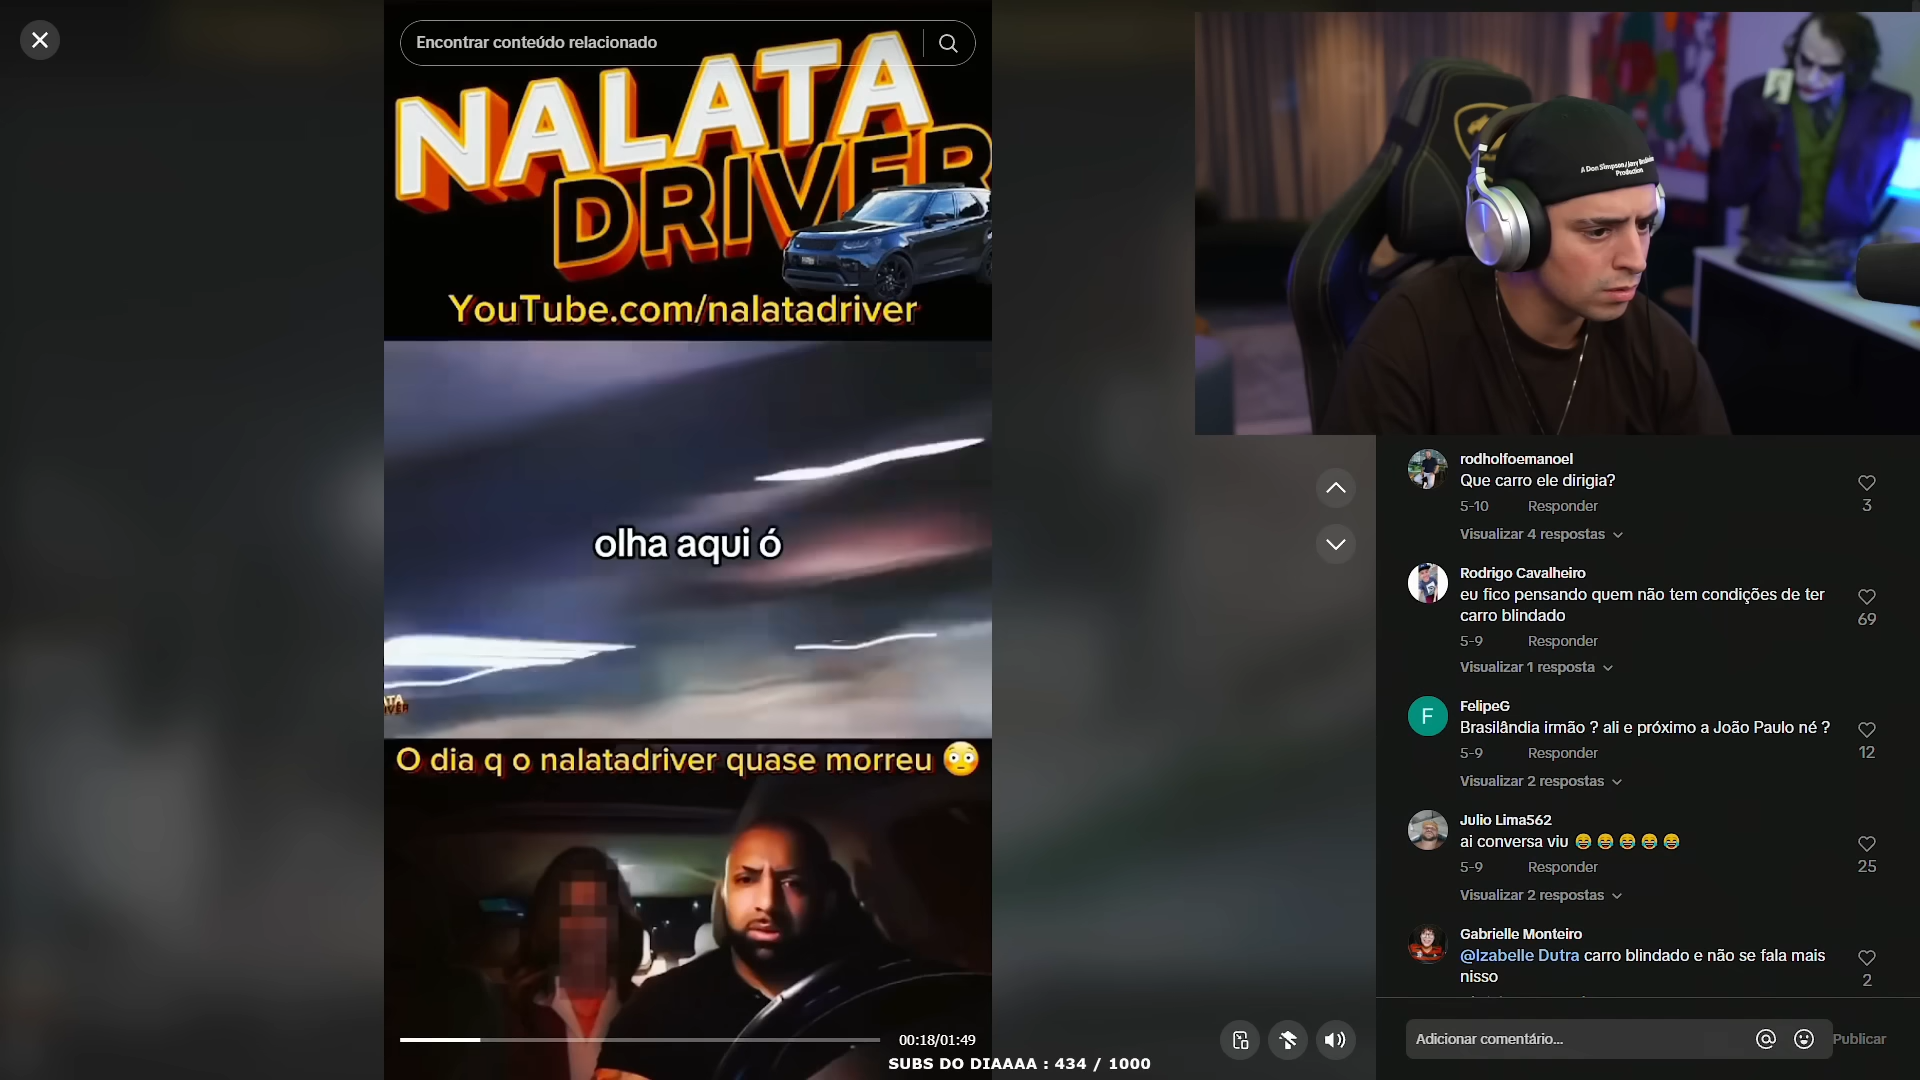 Encontrar conteúdo relacionado
NALATA
DRIVER
YouTube.com/nalatadriver
olha aqui ó
O dia q o nalatadriver quase morreu 😳
00:18/01:49
SUBS DO DIAAAA : 434 / 1000
A Don Simpson/Jerry
Production
rodholfoemanoel
Que carro ele dirigia?
3
5-10 Responder
Visualizar 4 respostas
Rodrigo Cavalheiro
eu fico pensando quem não tem condições de ter
carro blindado
69
5-9 Responder
Visualizar 1 resposta
F
FelipeG
Brasilândia irmão ? ali e próximo a João Paulo né ?
12
5-9 Responder
Visualizar 2 respostas
Julio Lima562
ai conversa viu 😂😂😂😂😂
25
5-9 Responder
Visualizar 2 respostas
Gabrielle Monteiro
@Izabelle Dutra carro blindado e não se fala mais
nisso
2
Adicionar comentário...
Publicar